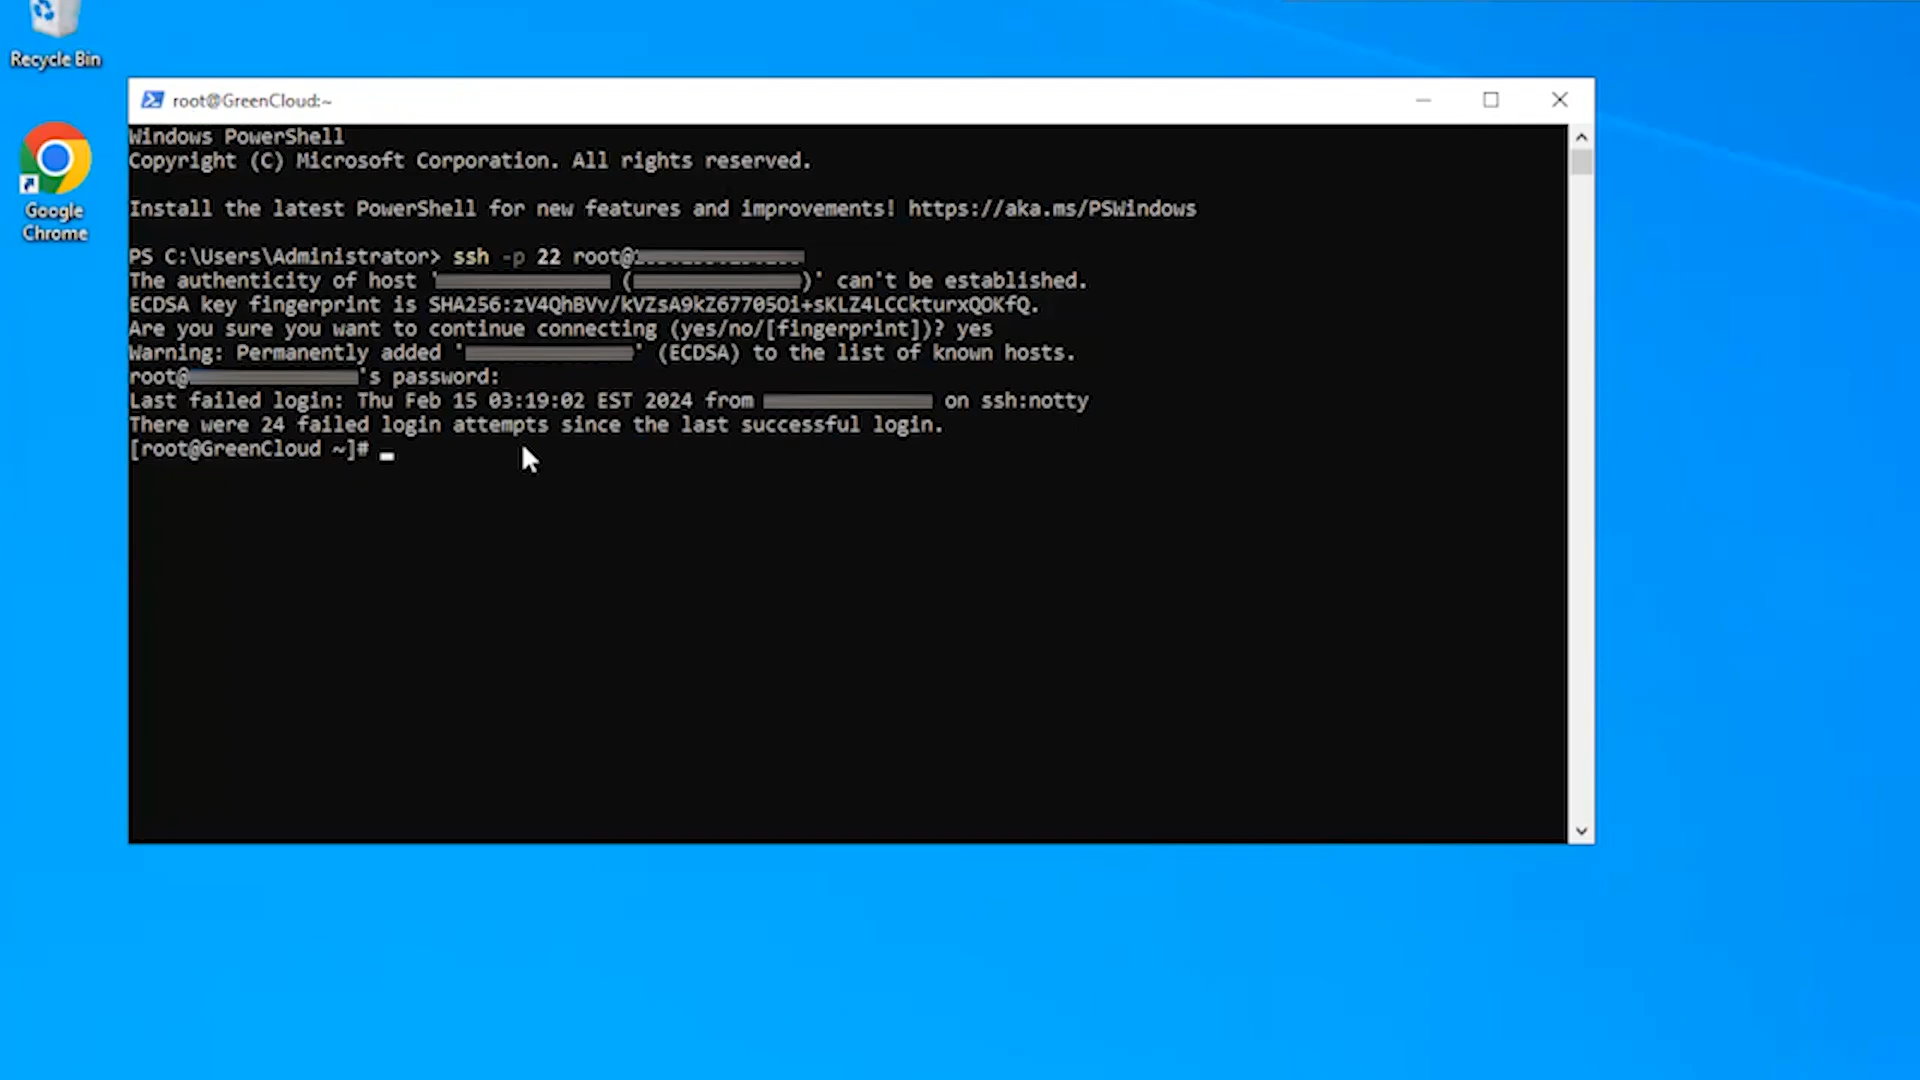 Recycle Bin
Google
Chrome
root@GreenCloud:~
Windows PowerShell
Copyright (C) Microsoft Corporation. All rights reserved.
Install the latest PowerShell for new features and improvements! https://aka.ms/PSWindows
PS C:\Users\Administrator> ssh -p 22 root@
The authenticity of host ' ( )' can't be established.
ECDSA key fingerprint is SHA256:zV4QhBVv/kVZsA9kZ67705Oi+sKLZ4LCCkturxQOKfQ.
Are you sure you want to continue connecting (yes/no/[fingerprint])? yes
Warning: Permanently added ' ' (ECDSA) to the list of known hosts.
root@ 's password:
Last failed login: Thu Feb 15 03:19:02 EST 2024 from on ssh:notty
There were 24 failed login attempts since the last successful login.
[root@GreenCloud ~]#